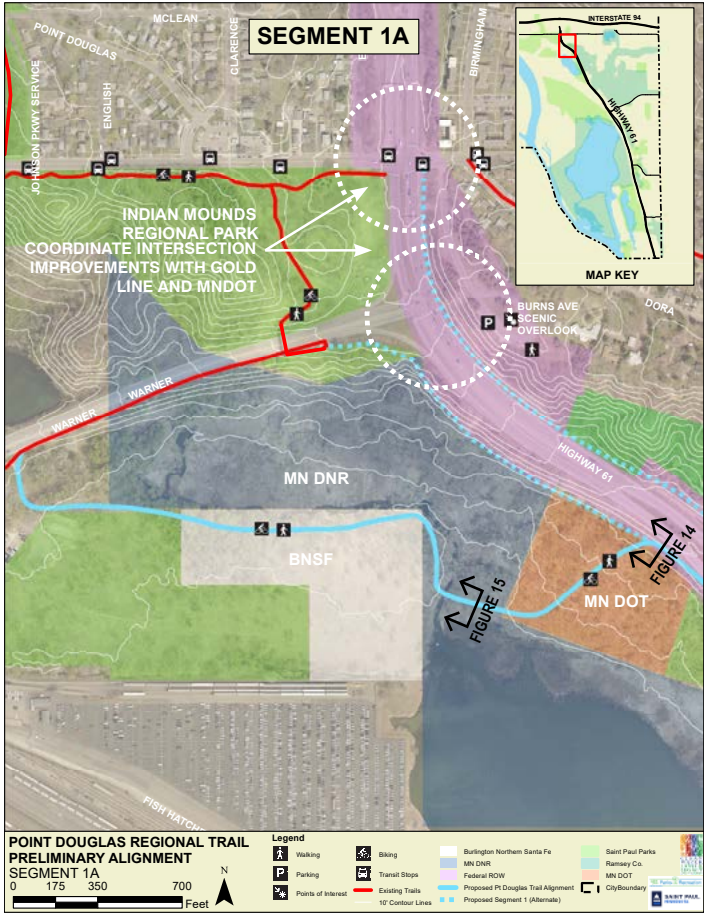 MCLEAN
POINT DOUGLAS
CLARENCE
SEGMENT 1A
BIRMINGHAM
INTERSTATE 94
HIGHWAY 61
MAP KEY
JOHNSON PKWY SERVICE
ENGLISH
INDIAN MOUNDS
REGIONAL PARK
COORDINATE INTERSECTION
IMPROVEMENTS WITH GOLD
LINE AND MNDOT
DORA
P
BURNS AVE
SCENIC
OVERLOOK
WARNER
WARNER
HIGHWAY 61
MN DNR
BNSF
FIGURE 14
FIGURE 15
MN DOT
FISH HATCHE
POINT DOUGLAS REGIONAL TRAIL
PRELIMINARY ALIGNMENT
SEGMENT 1A
0 175 350 700
Feet
N
Legend
Walking
P Parking
Points of Interest
Biking
Transit Stops
Existing Trails
10' Contour Lines
Burlington Northern Santa Fe
MN DNR
Federal ROW
Proposed Pt Douglas Trail Alignment
Proposed Segment 1 (Alternate)
Saint Paul Parks
Ramsey Co.
MN DOT
CityBoundary
SAINT PAUL